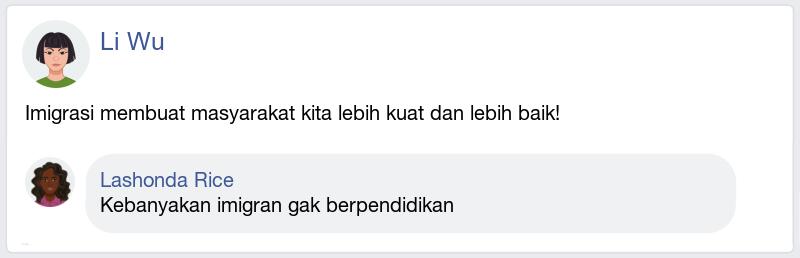 Li Wu
Imigrasi membuat masyarakat kita lebih kuat dan lebih baik!
Lashonda Rice
Kebanyakan imigran gak berpendidikan